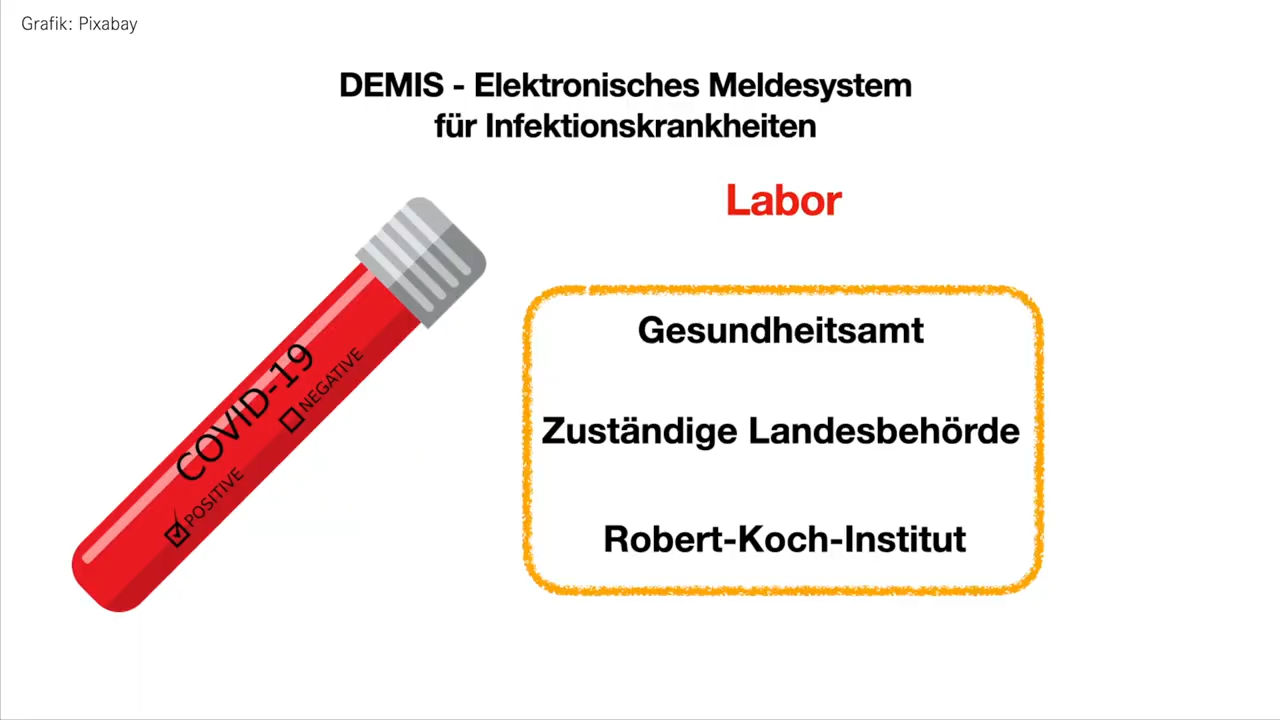 Grafik: Pixabay
DEMIS - Elektronisches Meldesystem
für Infektionskrankheiten
Labor
Gesundheitsamt
Zuständige Landesbehörde
Robert-Koch-Institut
COVID-19
NEGATIVE
POSITIVE